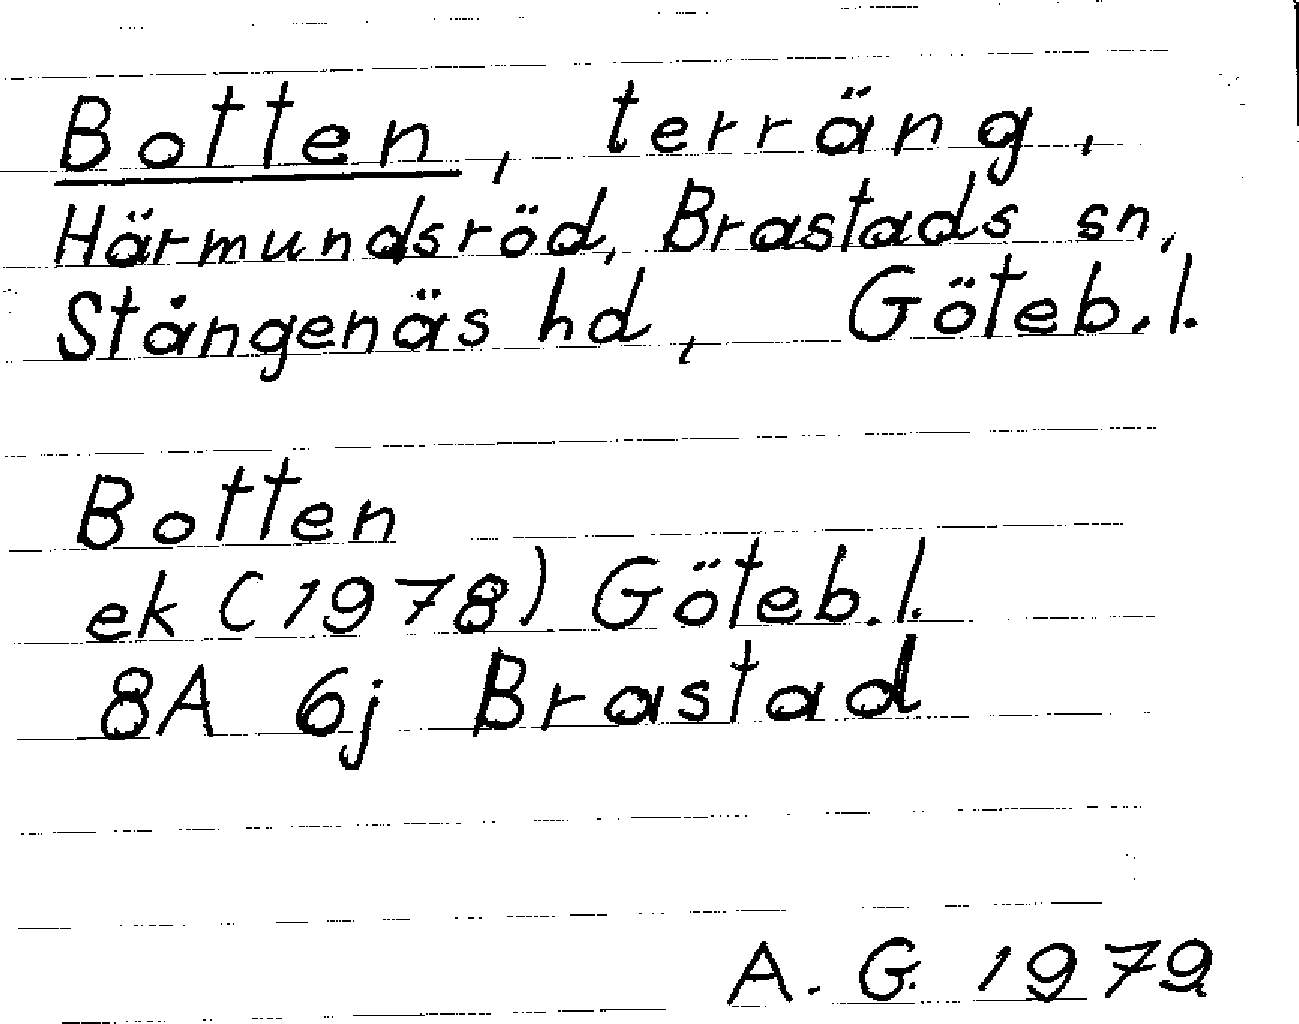 Botten, terräng,
Härmundsröd, Brastads sn,
Stångenäs hd, Göteb.l.
Botten
ek (1978) Göteb.l.
8A 6j Brastad
A. G. 1979